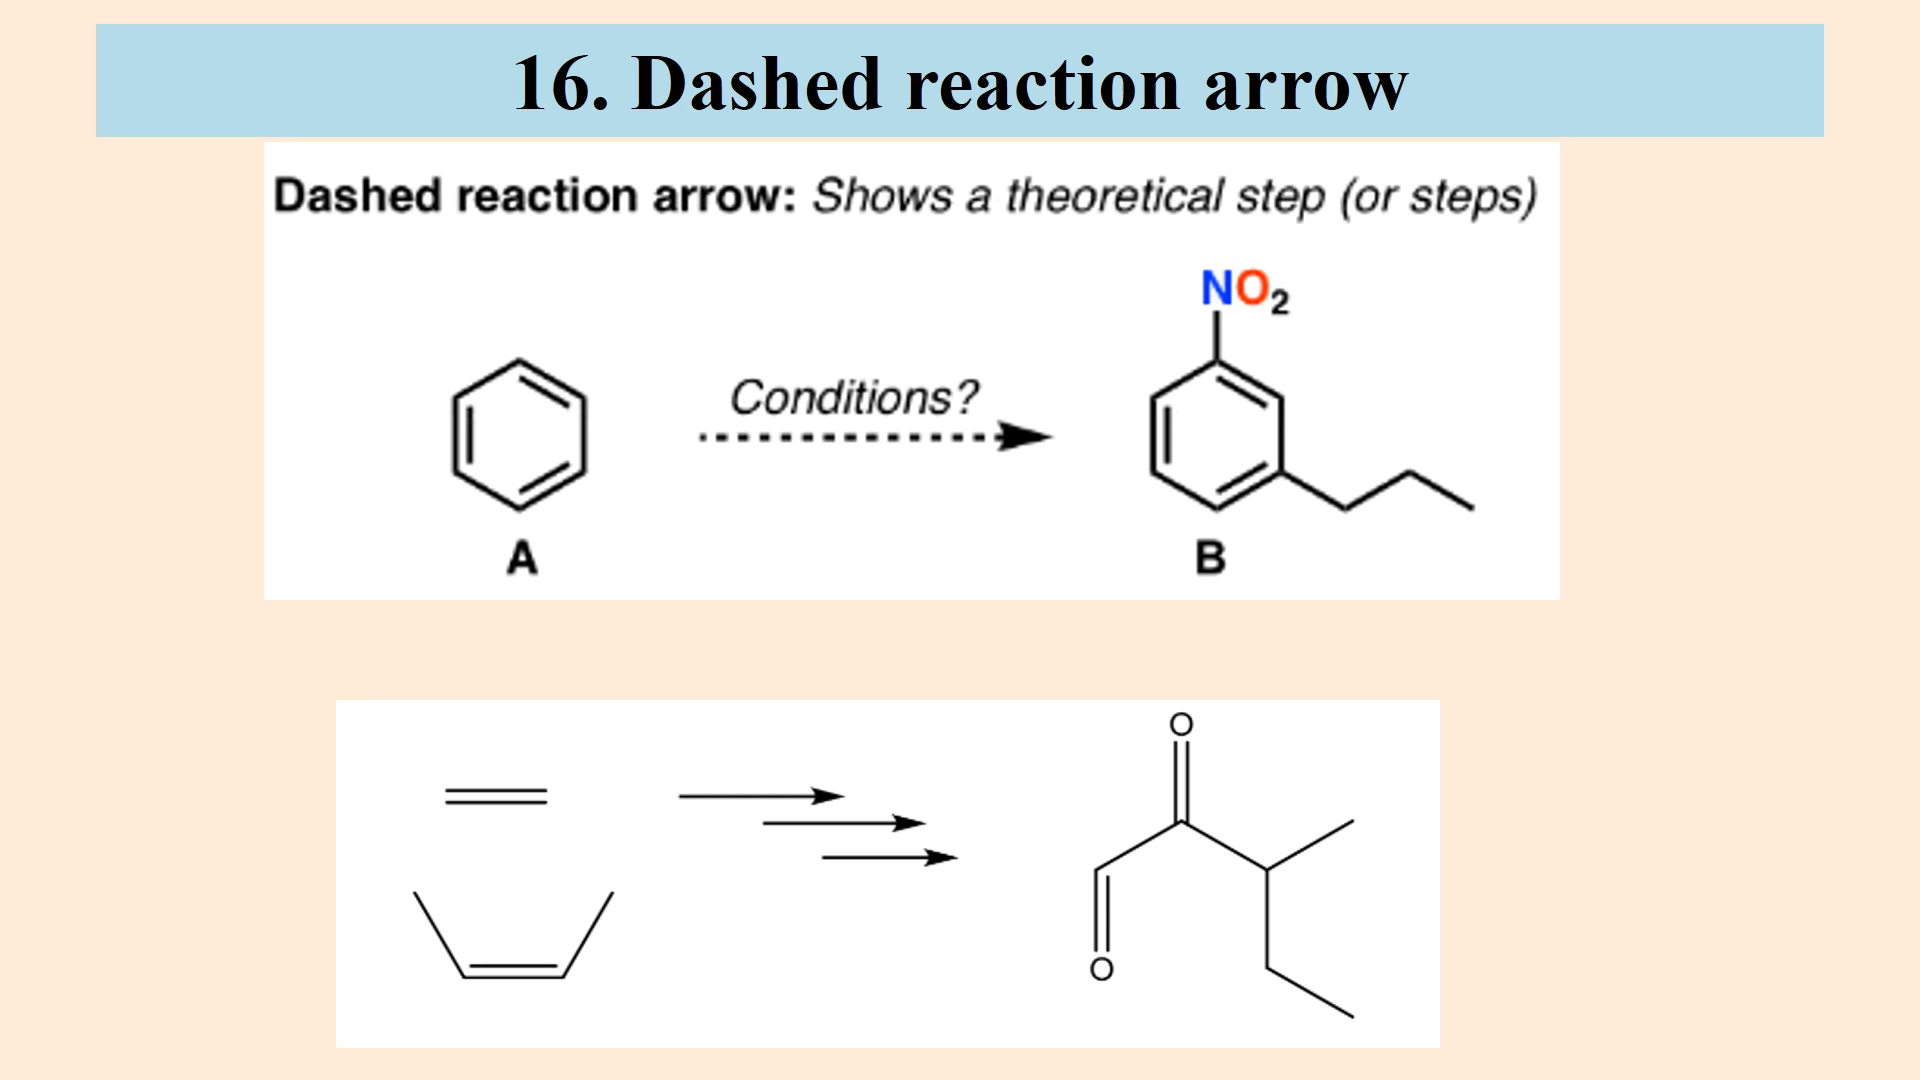 16. Dashed reaction arrow
Dashed reaction arrow: Shows a theoretical step (or steps)
NO₂
Conditions?
A
B
O
O